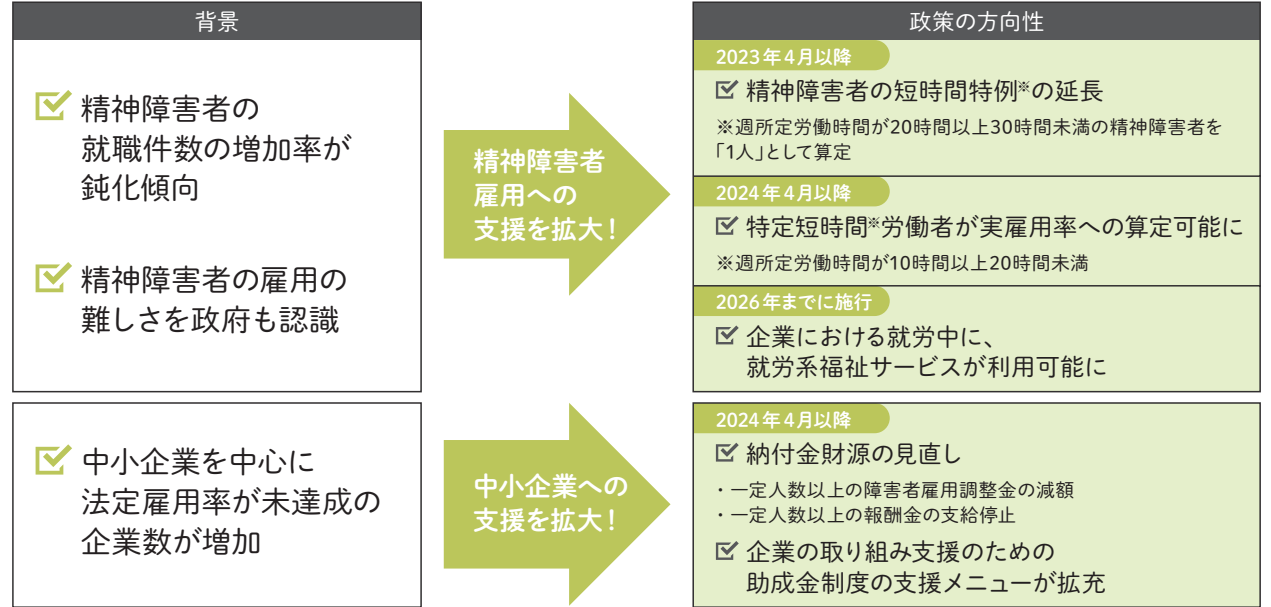 背景
精神障害者の
就職件数の増加率が
鈍化傾向
精神障害者の雇用の
難しさを政府も認識
精神障害者
雇用への
支援を拡大！
政策の方向性
2023年4月以降
精神障害者の短時間特例※の延長
※週所定労働時間が20時間以上30時間未満の精神障害者を
「1人」として算定
2024年4月以降
特定短時間※労働者が実雇用率への算定可能に
※週所定労働時間が10時間以上20時間未満
2026年までに施行
企業における就労中に、
就労系福祉サービスが利用可能に
中小企業を中心に
法定雇用率が未達成の
企業数が増加
中小企業への
支援を拡大！
2024年4月以降
納付金財源の見直し
・一定人数以上の障害者雇用調整金の減額
・一定人数以上の報酬金の支給停止
企業の取り組み支援のための
助成金制度の支援メニューが拡充